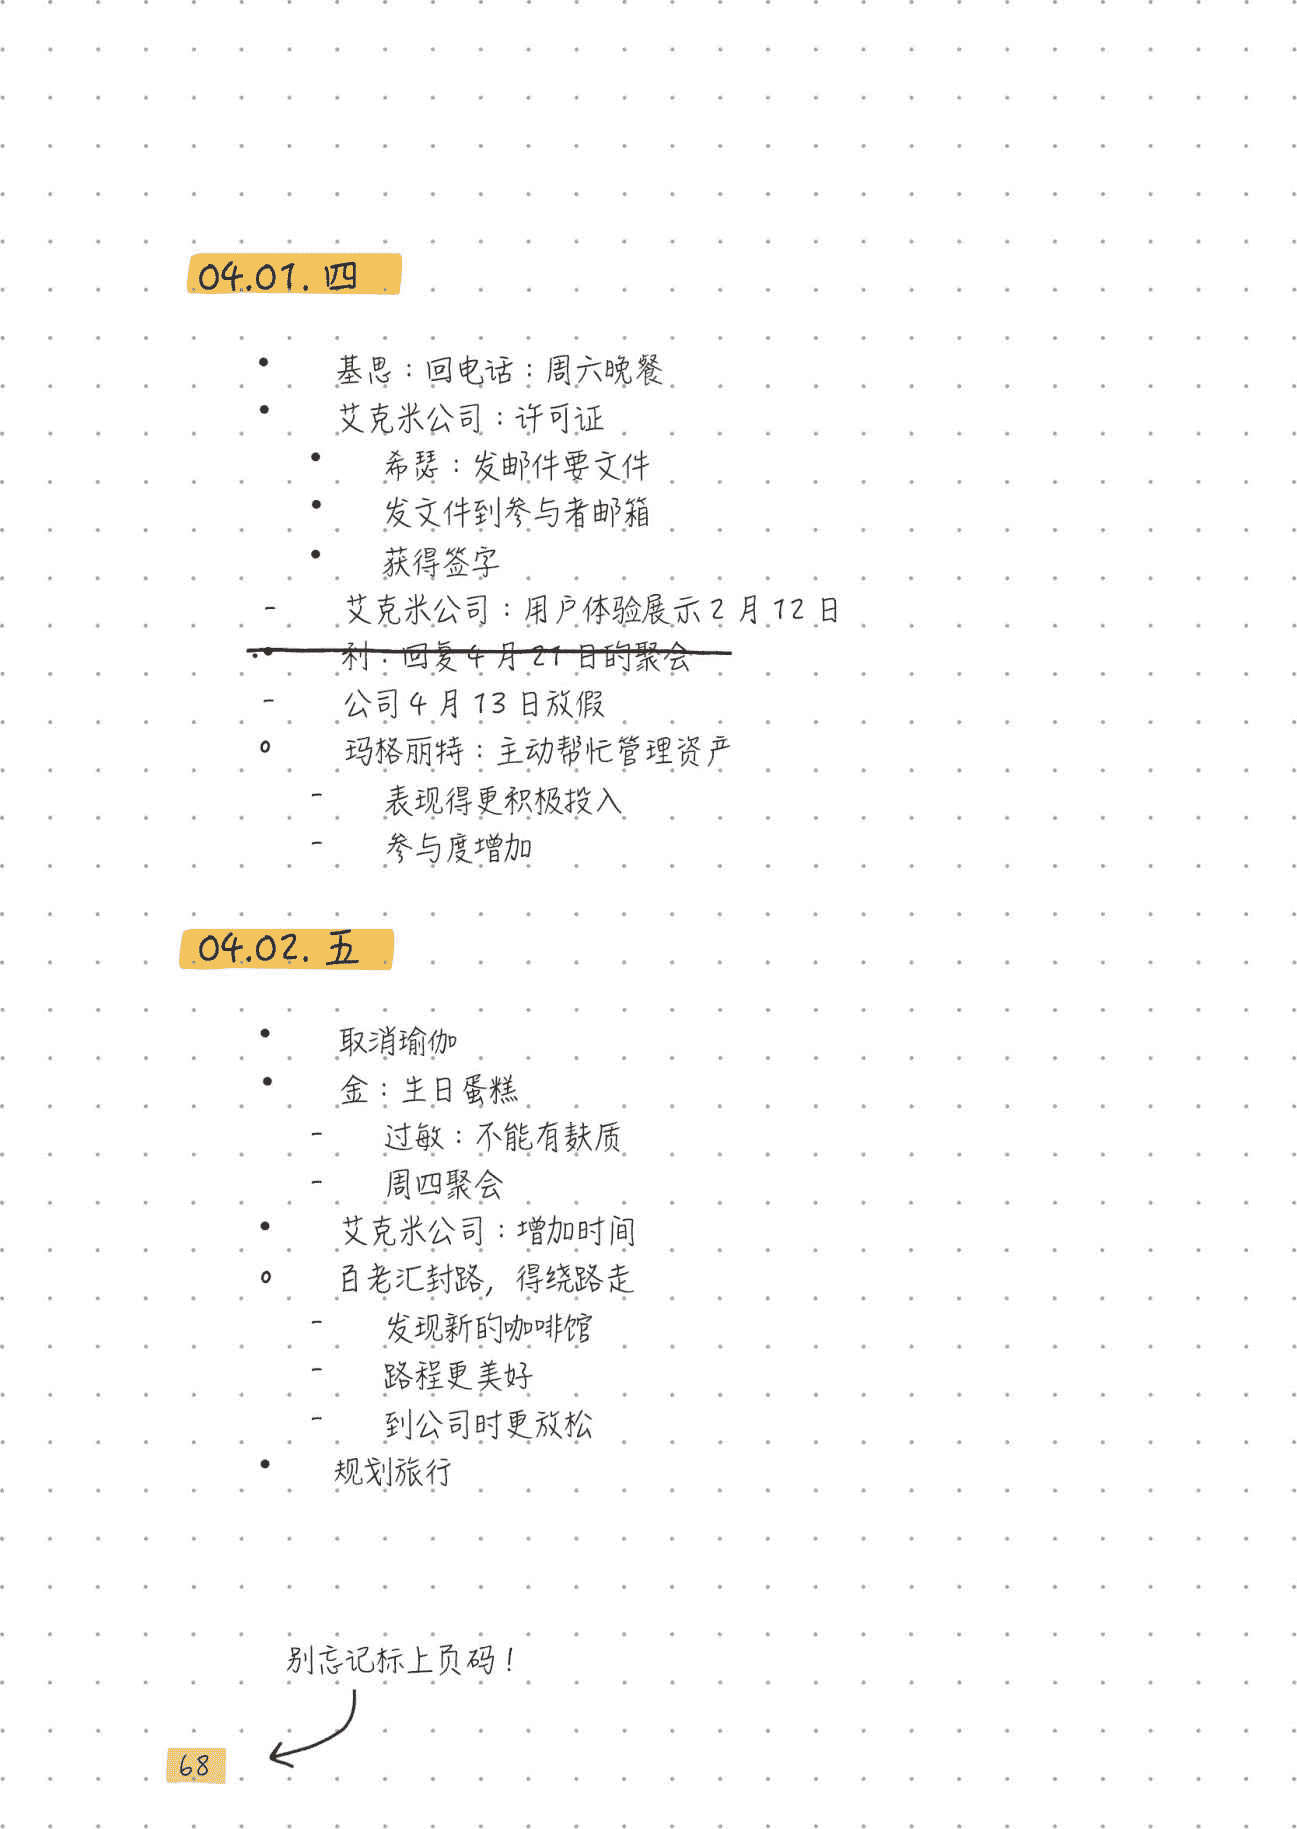 04.01.四
• 基思：回电话：周六晚餐
• 艾克米公司：许可证
• 希瑟：发邮件要文件
• 发文件到参与者邮箱
• 获得签字
- 艾克米公司：用户体验展示2月12日
• 利：回复4月21日的聚会
- 公司4月13日放假
○ 玛格丽特：主动帮忙管理资产
- 表现得更积极投入
- 参与度增加
04.02.五
• 取消瑜伽
• 金：生日蛋糕
- 过敏：不能有麸质
- 周四聚会
• 艾克米公司：增加时间
○ 百老汇封路，得绕路走
- 发现新的咖啡馆
- 路程更美好
- 到公司时更放松
• 规划旅行
别忘记标上页码！
68